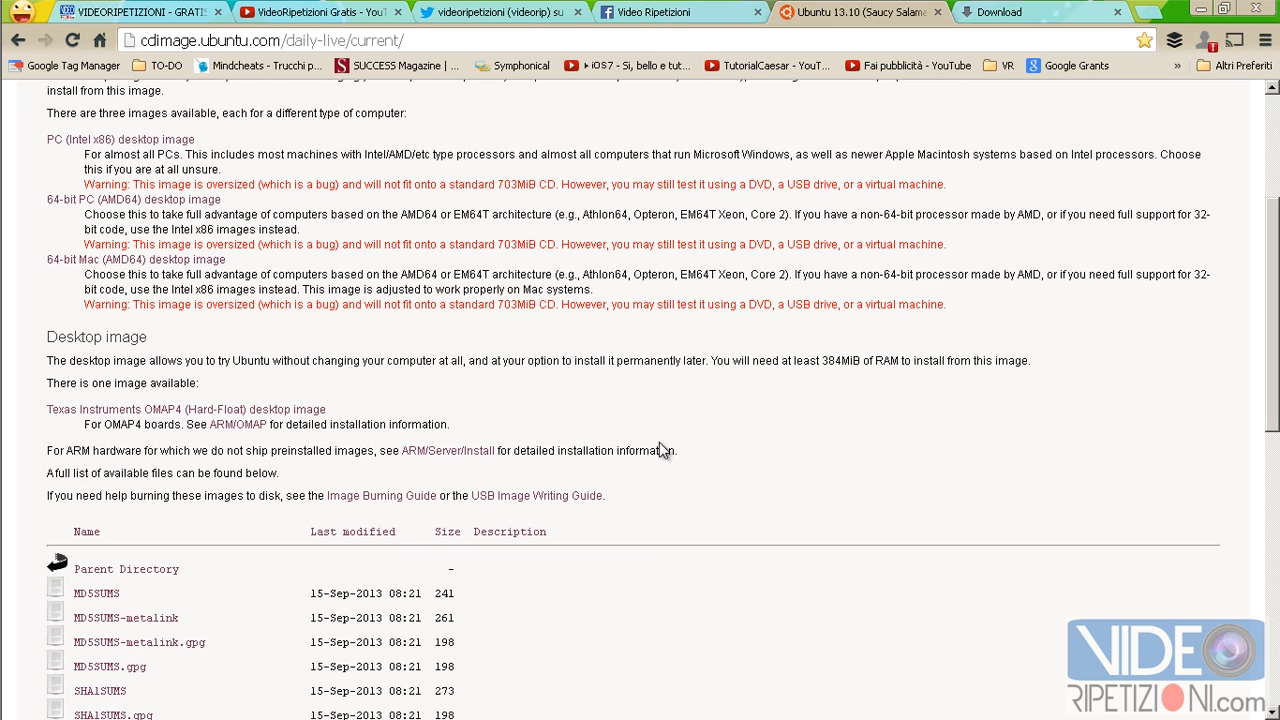 VIDEORIPETIZIONI - GRATIS
VideoRipetizioni Gratis - YouT
videoripetizioni (videorip) su
Video Ripetizioni
Ubuntu 13.10 (Saucy Salama
Download
cdimage.ubuntu.com/daily-live/current/
Google Tag Manager
TO-DO
Mindcheats - Trucchi p...
SUCCESS Magazine | ...
Symphonical
iOS7 - Si, bello e tut...
TutorialCaesar - YouT...
Fai pubblicità - YouTube
VR
Google Grants
»
Altri Preferiti
install from this image.
There are three images available, each for a different type of computer:
PC (Intel x86) desktop image
For almost all PCs. This includes most machines with Intel/AMD/etc type processors and almost all computers that run Microsoft Windows, as well as newer Apple Macintosh systems based on Intel processors. Choose
this if you are at all unsure.
Warning: This image is oversized (which is a bug) and will not fit onto a standard 703MiB CD. However, you may still test it using a DVD, a USB drive, or a virtual machine.
64-bit PC (AMD64) desktop image
Choose this to take full advantage of computers based on the AMD64 or EM64T architecture (e.g., Athlon64, Opteron, EM64T Xeon, Core 2). If you have a non-64-bit processor made by AMD, or if you need full support for 32-
bit code, use the Intel x86 images instead.
Warning: This image is oversized (which is a bug) and will not fit onto a standard 703MiB CD. However, you may still test it using a DVD, a USB drive, or a virtual machine.
64-bit Mac (AMD64) desktop image
Choose this to take full advantage of computers based on the AMD64 or EM64T architecture (e.g., Athlon64, Opteron, EM64T Xeon, Core 2). If you have a non-64-bit processor made by AMD, or if you need full support for 32-
bit code, use the Intel x86 images instead. This image is adjusted to work properly on Mac systems.
Warning: This image is oversized (which is a bug) and will not fit onto a standard 703MiB CD. However, you may still test it using a DVD, a USB drive, or a virtual machine.
Desktop image
The desktop image allows you to try Ubuntu without changing your computer at all, and at your option to install it permanently later. You will need at least 384MiB of RAM to install from this image.
There is one image available:
Texas Instruments OMAP4 (Hard-Float) desktop image
For OMAP4 boards. See ARM/OMAP for detailed installation information.
For ARM hardware for which we do not ship preinstalled images, see ARM/Server/Install for detailed installation information.
A full list of available files can be found below.
If you need help burning these images to disk, see the Image Burning Guide or the USB Image Writing Guide.
Name Last modified Size Description
Parent Directory -
MD5SUMS 15-Sep-2013 08:21 241
MD5SUMS-metalink 15-Sep-2013 08:21 261
MD5SUMS-metalink.gpg 15-Sep-2013 08:21 198
MD5SUMS.gpg 15-Sep-2013 08:21 198
SHA1SUMS 15-Sep-2013 08:21 273
SHA1SUMS.gpg 15-Sep-2013 08:21 198
VIDEO
RIPETIZIONI.com